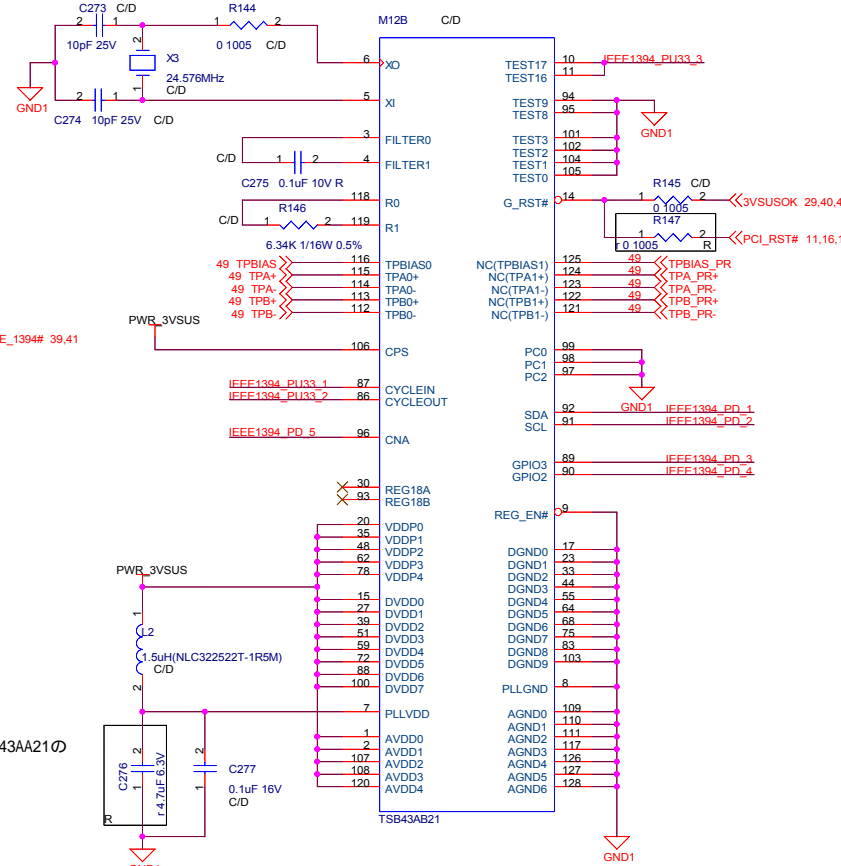 C273 C/D
10pF 25V
R144
0 1005 C/D
X3
24.576MHz
C/D
C274 10pF 25V C/D
GND1
M12B C/D
6 XO
5 XI
3 FILTER0
4 FILTER1
C/D
C275 0.1uF 10V R
118 R0
119 R1
C/D
R146
6.34K 1/16W 0.5%
49 TPBIAS 116 TPBIAS0
49 TPA+ 115 TPA0+
49 TPA- 114 TPA0-
49 TPB+ 113 TPB0+
49 TPB- 112 TPB0-
PWR_3VSUS
E_1394# 39,41
106 CPS
IEEE1394_PU33_1 87 CYCLEIN
IEEE1394_PU33_2 86 CYCLEOUT
IEEE1394_PD_5 96 CNA
30 REG18A
93 REG18B
20 VDDP0
35 VDDP1
48 VDDP2
62 VDDP3
78 VDDP4
PWR_3VSUS
15 DVDD0
27 DVDD1
39 DVDD2
51 DVDD3
59 DVDD4
72 DVDD5
88 DVDD6
100 DVDD7
1
L2
1.5uH(NLC322522T-1R5M)
C/D
2
7 PLLVDD
1 AVDD0
2 AVDD1
107 AVDD2
108 AVDD3
120 AVDD4
43AA21の
C276
r 4.7uF 6.3V
R
C277
0.1uF 16V
C/D
TSB43AB21
TEST17 10 IEEE1394_PU33_3
TEST16 11
TEST9 94
TEST8 95
GND1
TEST3 101
TEST2 102
TEST1 104
TEST0 105
G_RST# 14
R145 C/D
0 1005
3VSUSOK 29,40,4
R147
r 0 1005 R
PCI_RST# 11,16,1
NC(TPBIAS1) 125 49 TPBIAS_PR
NC(TPA1+) 124 49 TPA_PR+
NC(TPA1-) 123 49 TPA_PR-
NC(TPB1+) 122 49 TPB_PR+
NC(TPB1-) 121 49 TPB_PR-
PC0 99
PC1 98
PC2 97
GND1
SDA 92 IEEE1394_PD_1
SCL 91 IEEE1394_PD_2
GPIO3 89 IEEE1394_PD_3
GPIO2 90 IEEE1394_PD_4
REG_EN# 9
DGND0 17
DGND1 23
DGND2 33
DGND3 44
DGND4 55
DGND5 64
DGND6 68
DGND7 75
DGND8 83
DGND9 103
PLLGND 8
AGND0 109
AGND1 110
AGND2 111
AGND3 117
AGND4 126
AGND5 127
AGND6 128
GND1